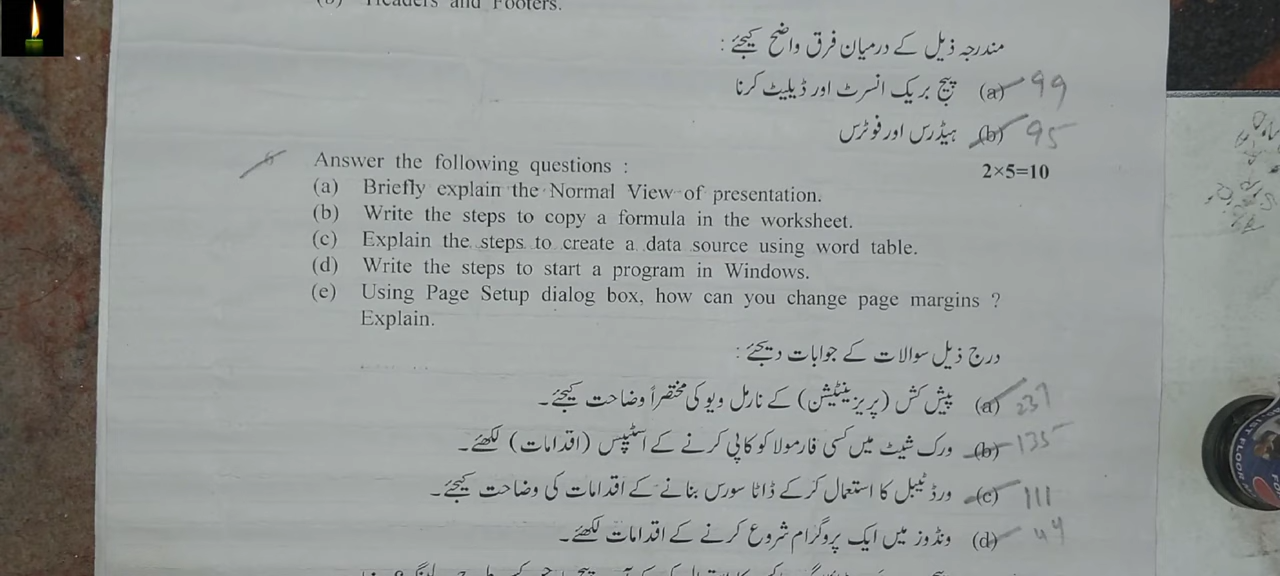 (b) Headers and Footers.
مندرجہ ذیل کے درمیان فرق واضح کیجئے :
(a) پیج بریک انسرٹ اور ڈیلیٹ کرنا 99
(b) ہیڈرس اور فوٹرس 95
Answer the following questions : 2×5=10
(a) Briefly explain the Normal View of presentation.
(b) Write the steps to copy a formula in the worksheet.
(c) Explain the steps to create a data source using word table.
(d) Write the steps to start a program in Windows.
(e) Using Page Setup dialog box, how can you change page margins ?
Explain.
درج ذیل سوالات کے جوابات دیجئے :
(a) پیش کش (پریزینٹیشن) کے نارمل ویو کی مختصراً وضاحت کیجئے۔ 237
(b) ورک شیٹ میں کسی فارمولا کو کاپی کرنے کے اسٹیپس (اقدامات) لکھئے۔ 135
(c) ورڈ ٹیبل کا استعمال کرکے ڈاٹا سورس بنانے کے اقدامات کی وضاحت کیجئے۔ 111
(d) ونڈوز میں ایک پروگرام شروع کرنے کے اقدامات لکھئے۔